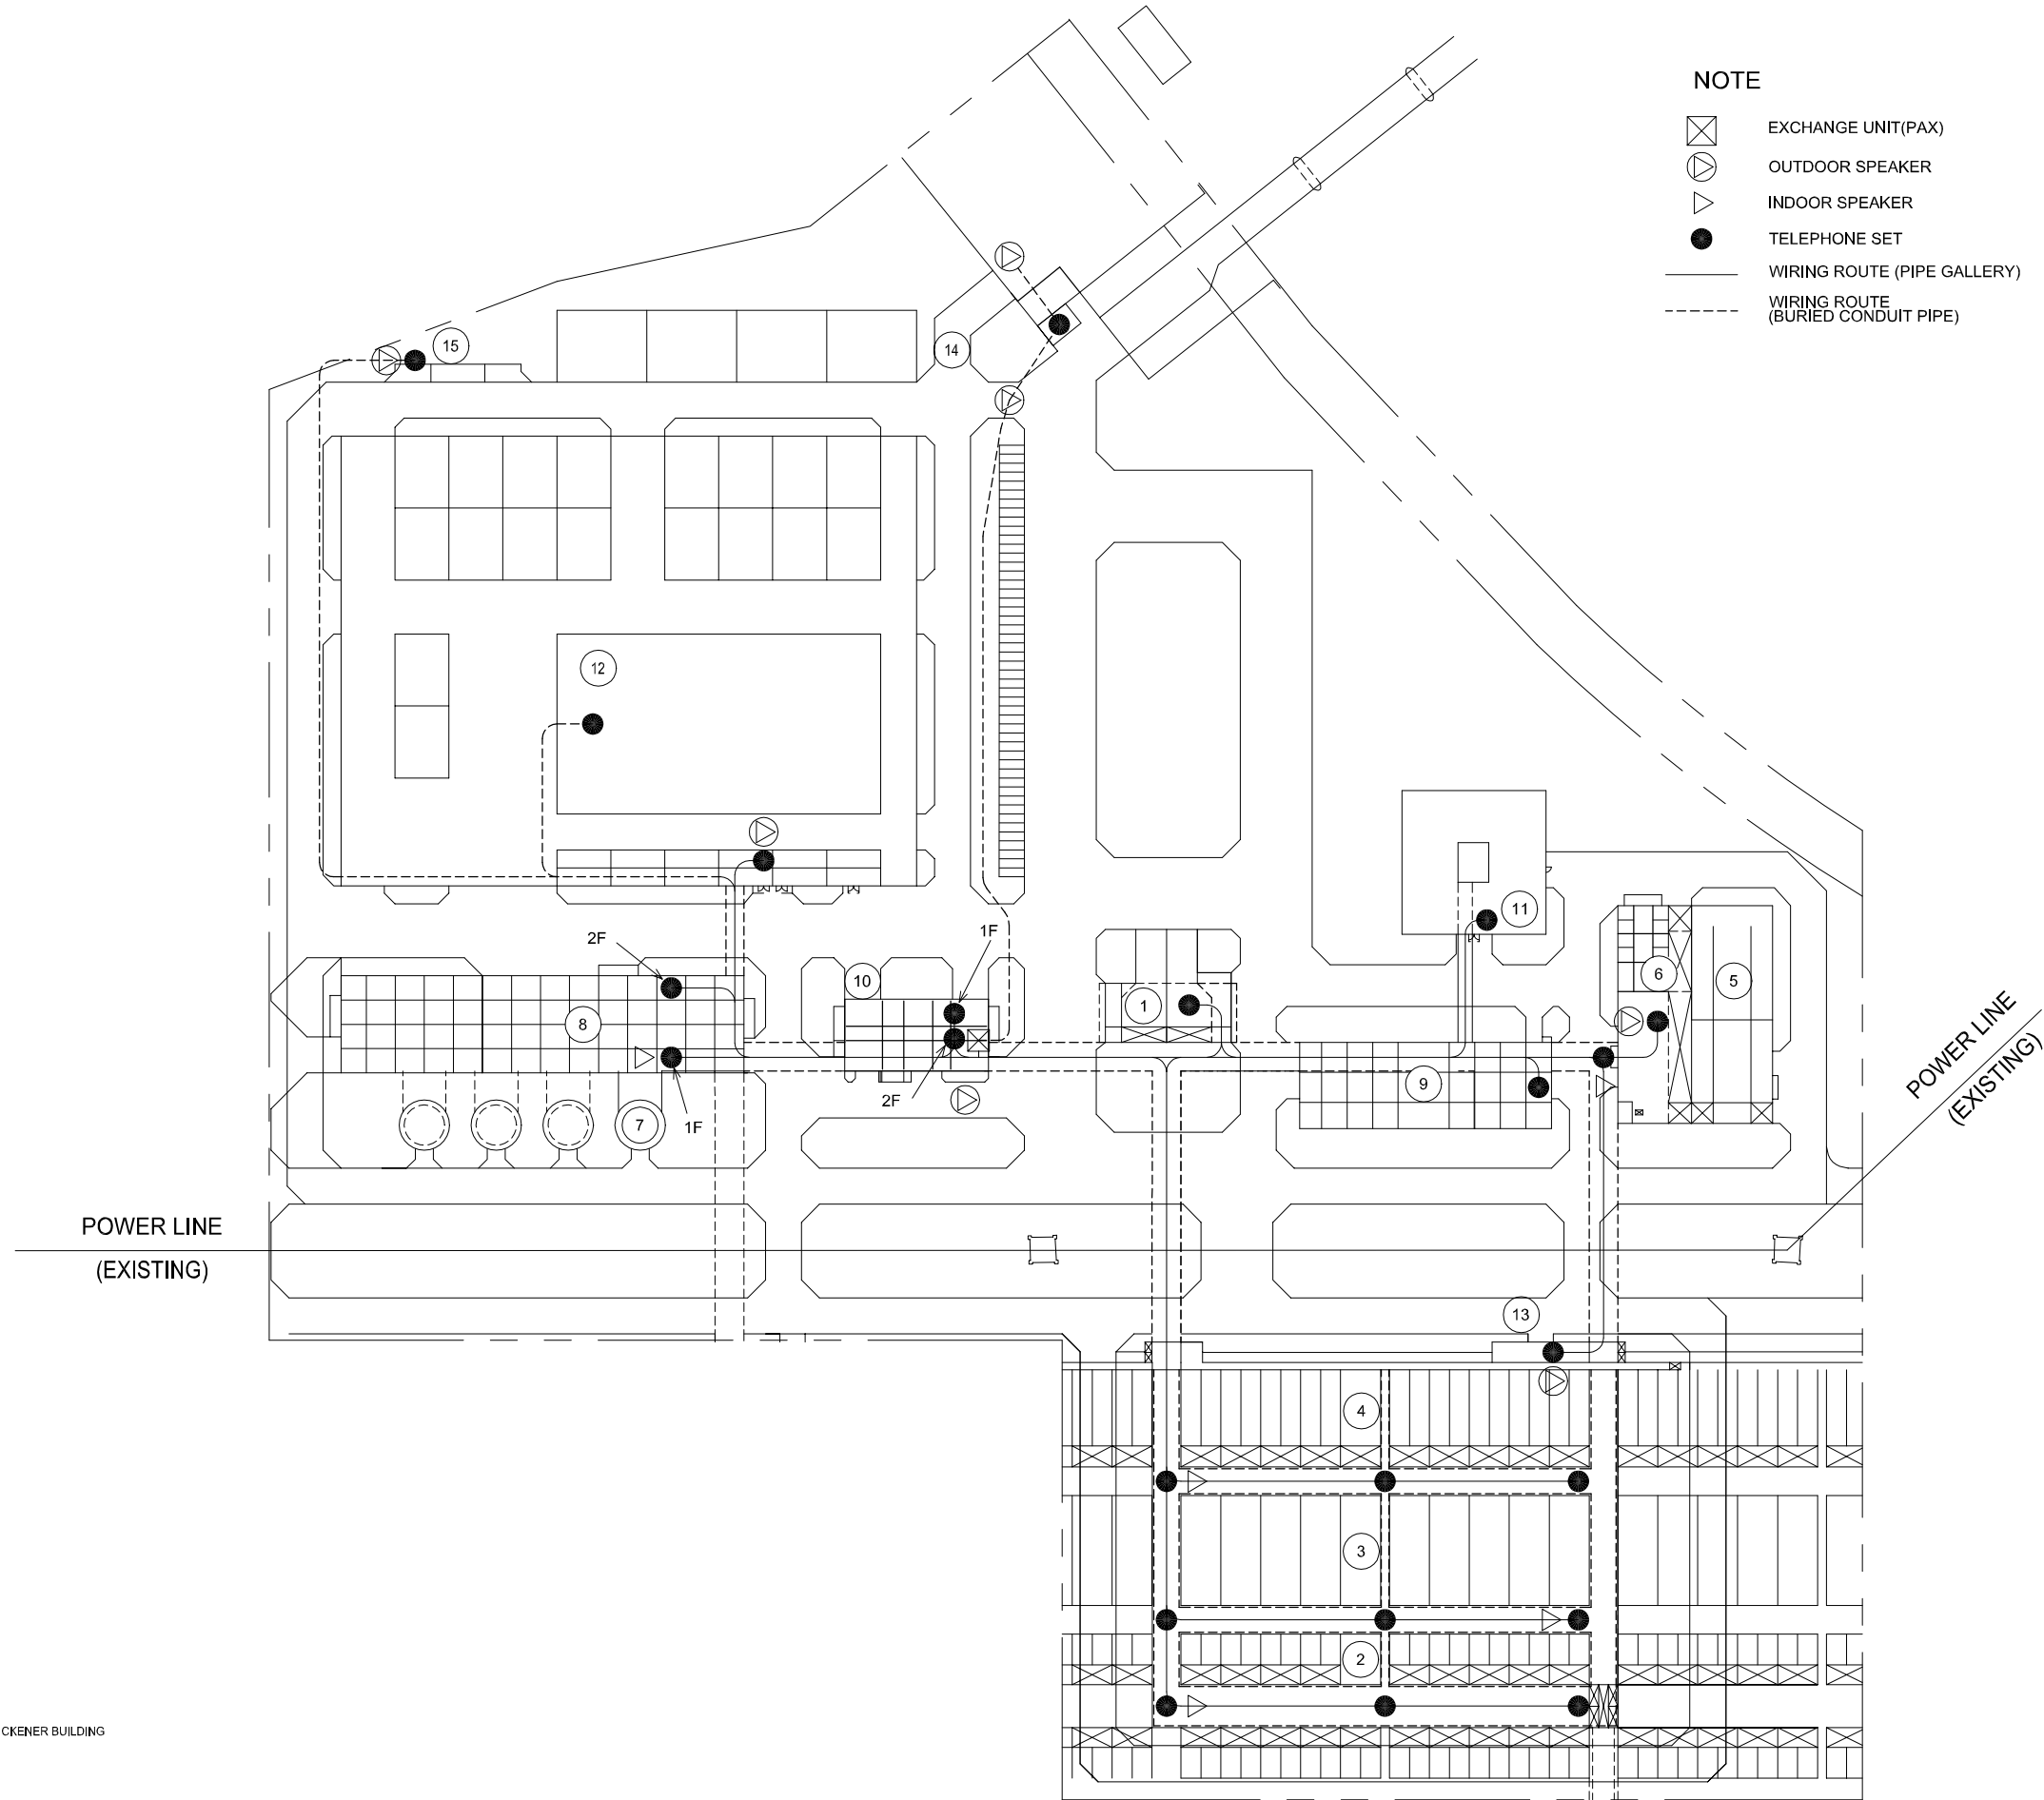 NOTE
EXCHANGE UNIT(PAX)
OUTDOOR SPEAKER
INDOOR SPEAKER
TELEPHONE SET
WIRING ROUTE (PIPE GALLERY)
WIRING ROUTE
(BURIED CONDUIT PIPE)
15
14
12
11
2F
1F
10
6
5
1
8
9
2F
7
1F
POWER LINE
(EXISTING)
POWER LINE
(EXISTING)
13
4
3
2
CKENER BUILDING